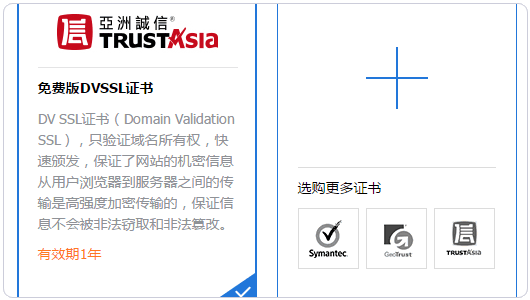 亞洲誠信®
TRUSTAsia
免费版DVSSL证书
DV SSL证书（Domain Validation
SSL），只验证域名所有权，快
速颁发，保证了网站的机密信息
从用户浏览器到服务器之间的传
输是高强度加密传输的，保证信
息不会被非法窃取和非法篡改。
有效期1年
选购更多证书
Symantec.
GeoTrust
TRUSTAsia